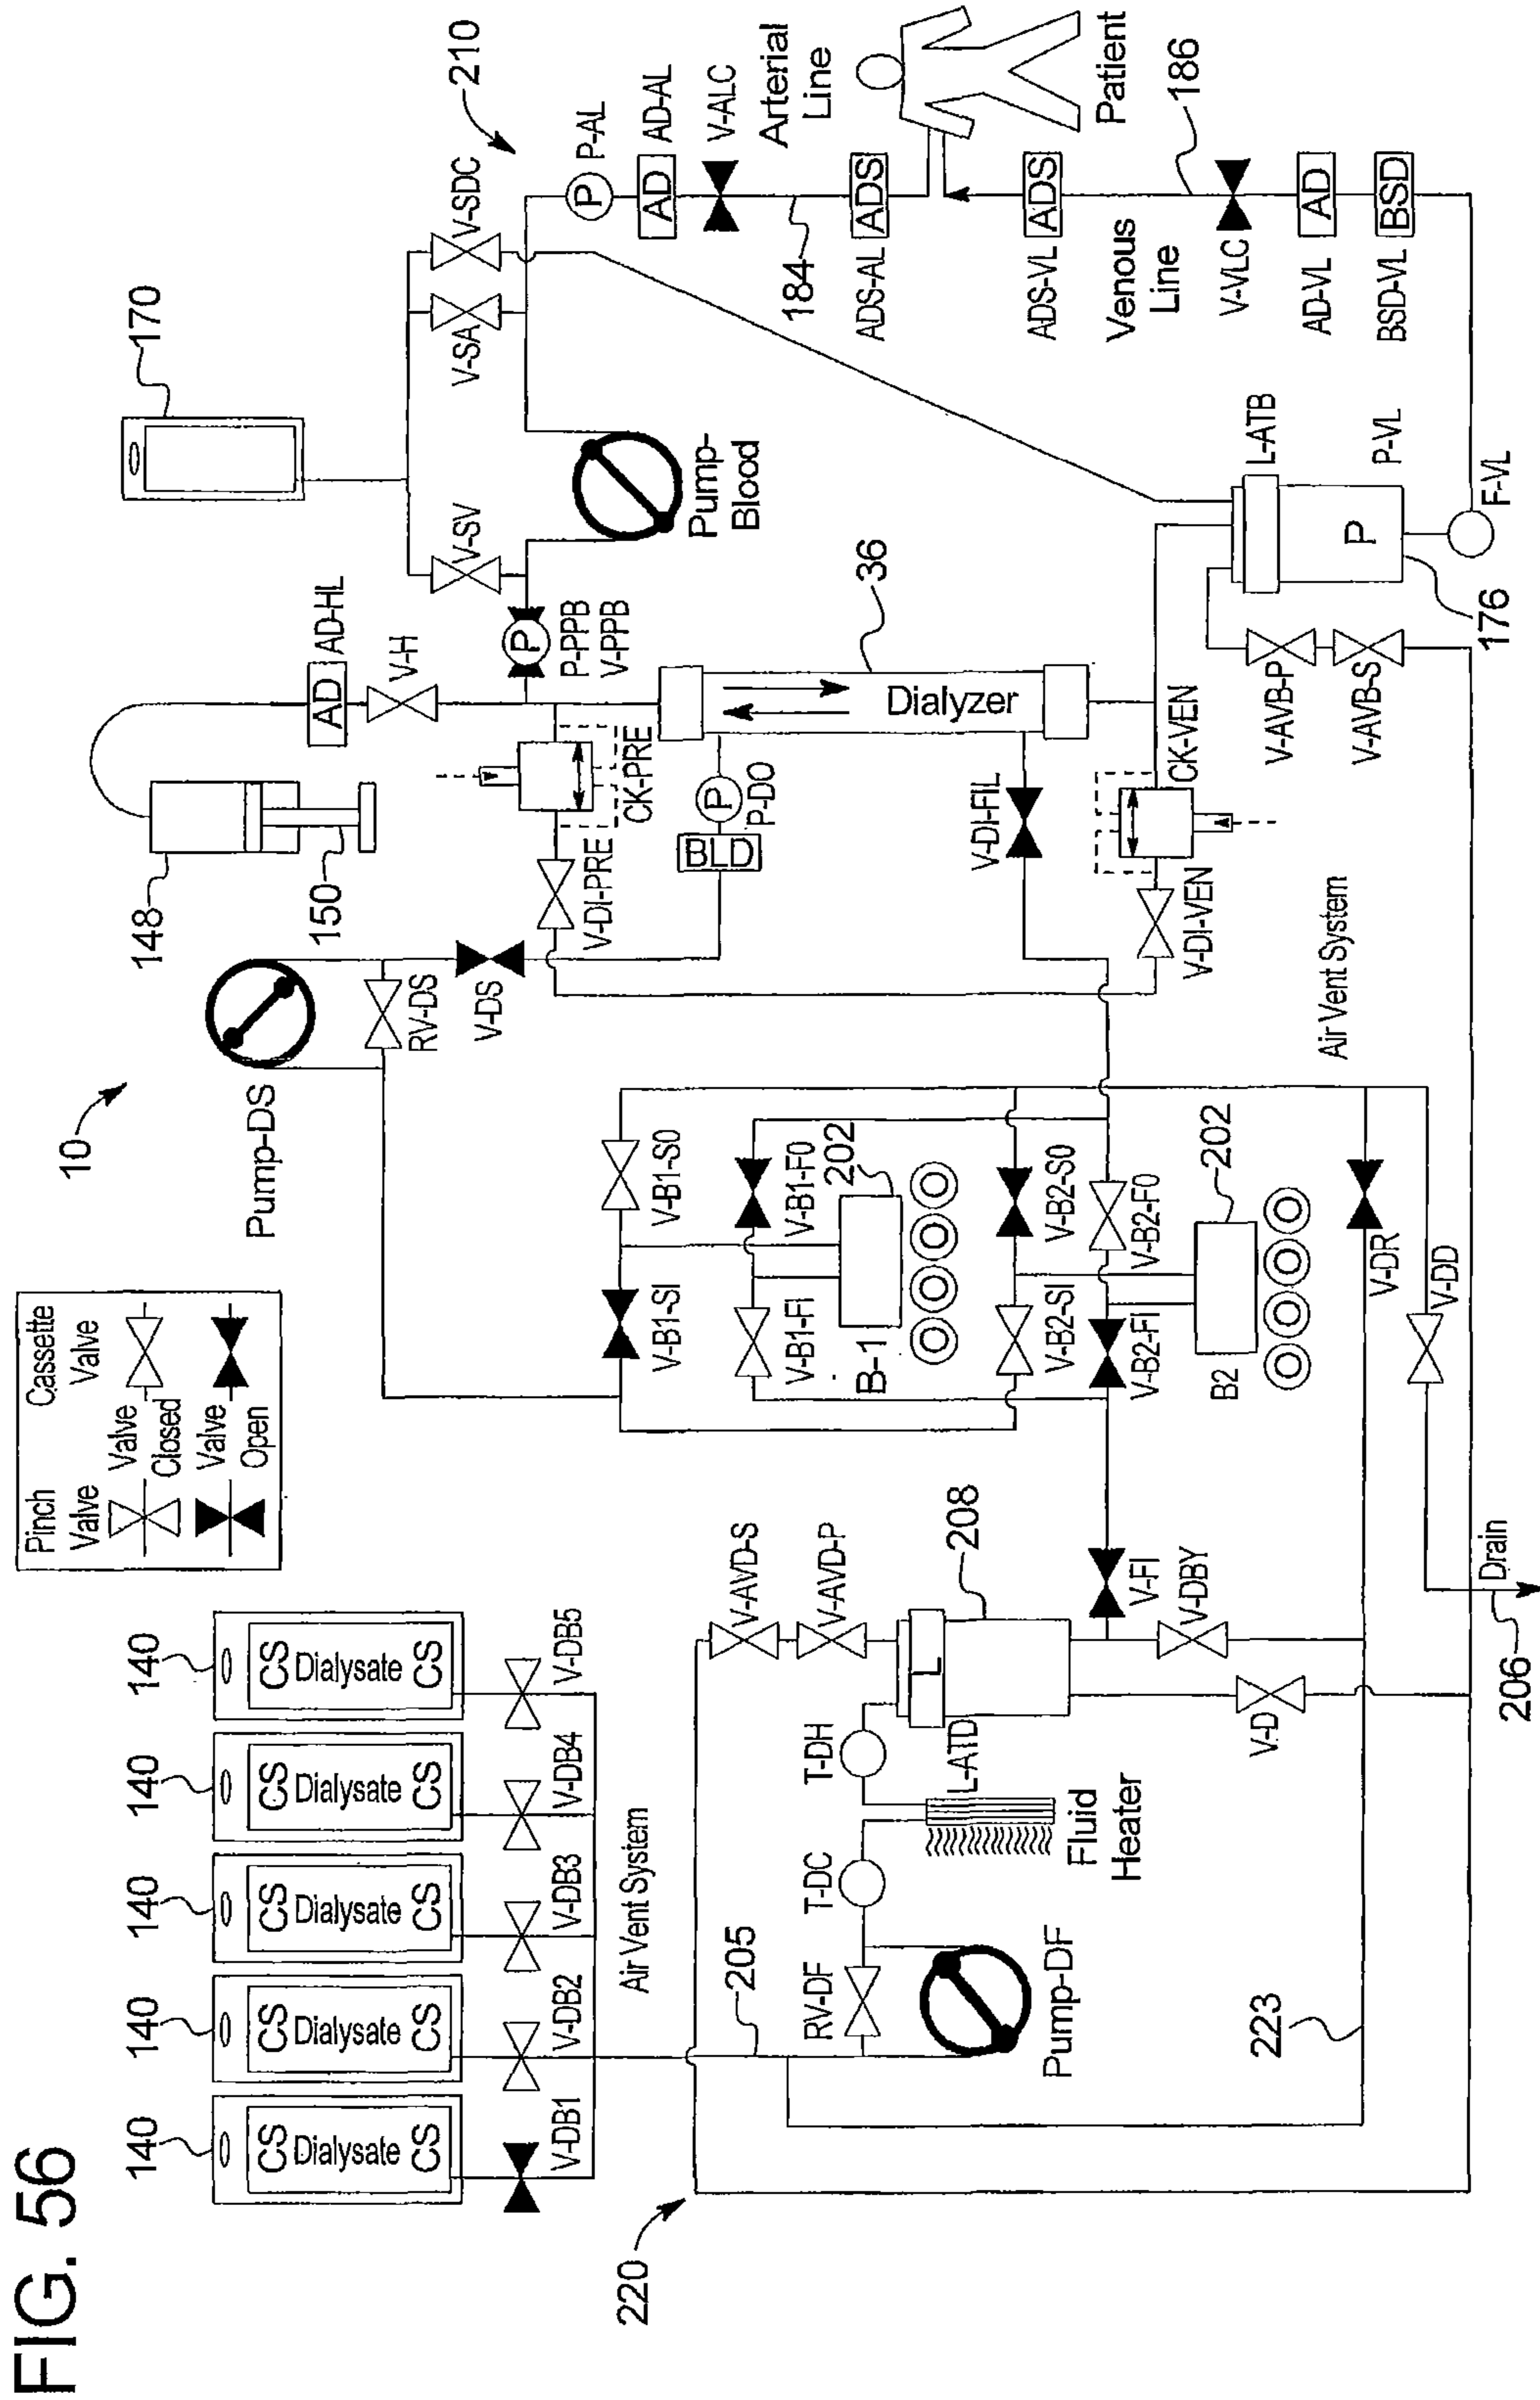 FIG. 56
10
Pinch Valve
Cassette Valve
Valve Closed
Valve Open
140
140
140
140
140
CS Dialysate CS
CS Dialysate CS
CS Dialysate CS
CS Dialysate CS
CS Dialysate CS
V-DB1
V-DB2
V-DB3
V-DB4
V-DB5
Air Vent System
220
205
RV-DF
Pump-DF
T-DC
T-DH
Fluid Heater
L-ATD
L
208
V-AVD-S
V-AVD-P
V-FI
V-DBY
V-D
223
206
Drain
Pump-DS
RV-DS
V-DS
V-B1-SI
V-B1-S0
V-B1-FI
V-B1-F0
B-1
202
V-B2-SI
V-B2-S0
V-B2-FI
V-B2-F0
B2
202
V-DR
V-DD
Air Vent System
148
150
AD
AD-HL
V-H
V-DI-PRE
CK-PRE
BLD
P
P-DO
V-DI-FIL
V-DI-VEN
CK-VEN
Dialyzer
36
P
P-PPB
V-PPB
170
V-SV
V-SA
V-SDC
210
Pump-
Blood
P
P-AL
AD
AD-AL
V-ALC
Arterial
Line
184
ADS
ADS-AL
Patient
ADS
ADS-VL
Venous
Line
186
V-VLC
AD
AD-VL
BSD
BSD-VL
L-ATB
P
P-VL
F-VL
176
V-AVB-P
V-AVB-S